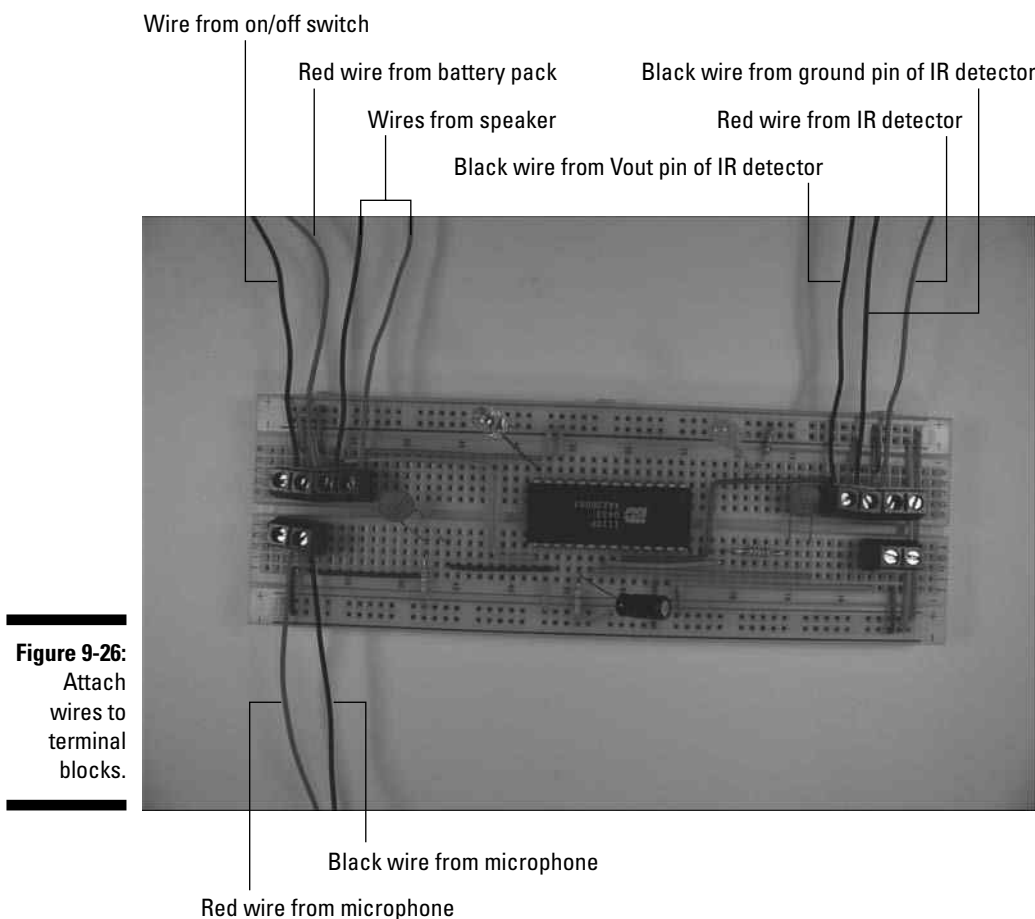 Wire from on/off switch
Red wire from battery pack
Black wire from ground pin of IR detector
Wires from speaker
Red wire from IR detector
Black wire from Vout pin of IR detector
Figure 9-26:
Attach
wires to
terminal
blocks.
Black wire from microphone
Red wire from microphone